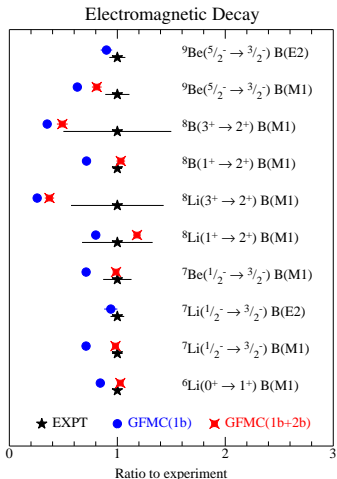 Electromagnetic Decay
⁹Be(⁵/₂⁻ → ³/₂⁻) B(E2)
⁹Be(⁵/₂⁻ → ³/₂⁻) B(M1)
⁸B(3⁺ → 2⁺) B(M1)
⁸B(1⁺ → 2⁺) B(M1)
⁸Li(3⁺ → 2⁺) B(M1)
⁸Li(1⁺ → 2⁺) B(M1)
⁷Be(¹/₂⁻ → ³/₂⁻) B(M1)
⁷Li(¹/₂⁻ → ³/₂⁻) B(E2)
⁷Li(¹/₂⁻ → ³/₂⁻) B(M1)
⁶Li(0⁺ → 1⁺) B(M1)
EXPT GFMC(1b) GFMC(1b+2b)
0 1 2 3
Ratio to experiment